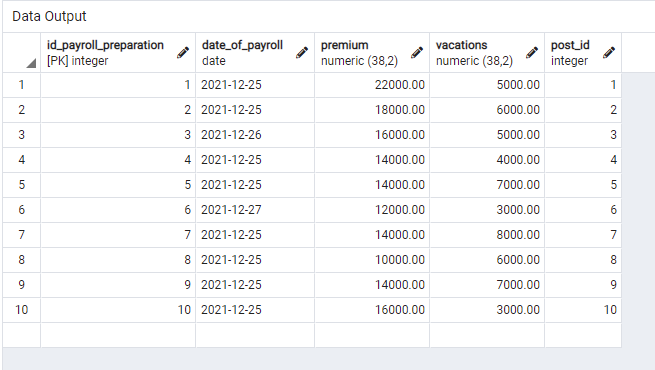 Data Output
id_payroll_preparation date_of_payroll premium vacations post_id
[PK] integer date numeric (38,2) numeric (38,2) integer
1 1 2021-12-25 22000.00 5000.00 1
2 2 2021-12-25 18000.00 6000.00 2
3 3 2021-12-26 16000.00 5000.00 3
4 4 2021-12-25 14000.00 4000.00 4
5 5 2021-12-25 14000.00 7000.00 5
6 6 2021-12-27 12000.00 3000.00 6
7 7 2021-12-25 14000.00 8000.00 7
8 8 2021-12-25 10000.00 6000.00 8
9 9 2021-12-25 14000.00 7000.00 9
10 10 2021-12-25 16000.00 3000.00 10